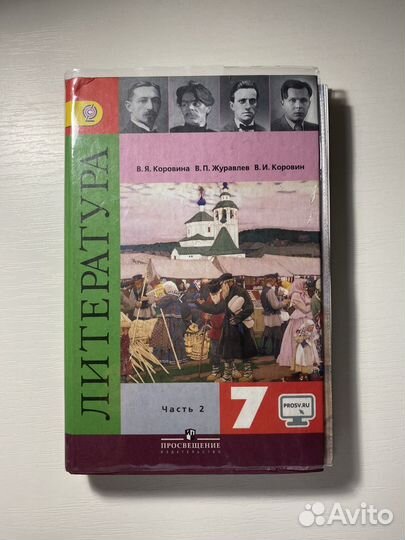 В. Я. Коровина В. П. Журавлев В. И. Коровин
ЛИТЕРАТУРА
Часть 2
7
PROSV.RU
ПРОСВЕЩЕНИЕ
ИЗДАТЕЛЬСТВО
Avito